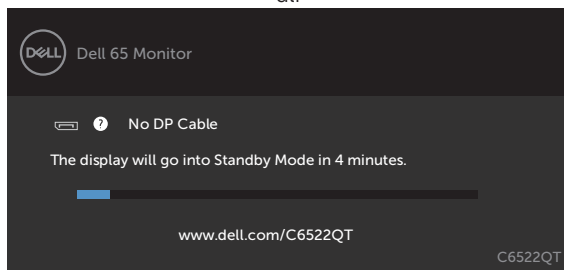 DELL
Dell 65 Monitor
? No DP Cable
The display will go into Standby Mode in 4 minutes.
www.dell.com/C6522QT
C6522QT